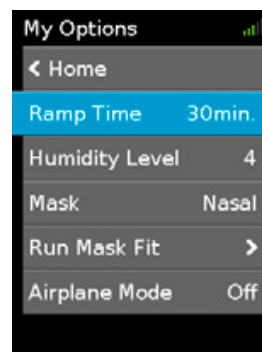 My Options
< Home
Ramp Time 30min.
Humidity Level 4
Mask Nasal
Run Mask Fit >
Airplane Mode Off